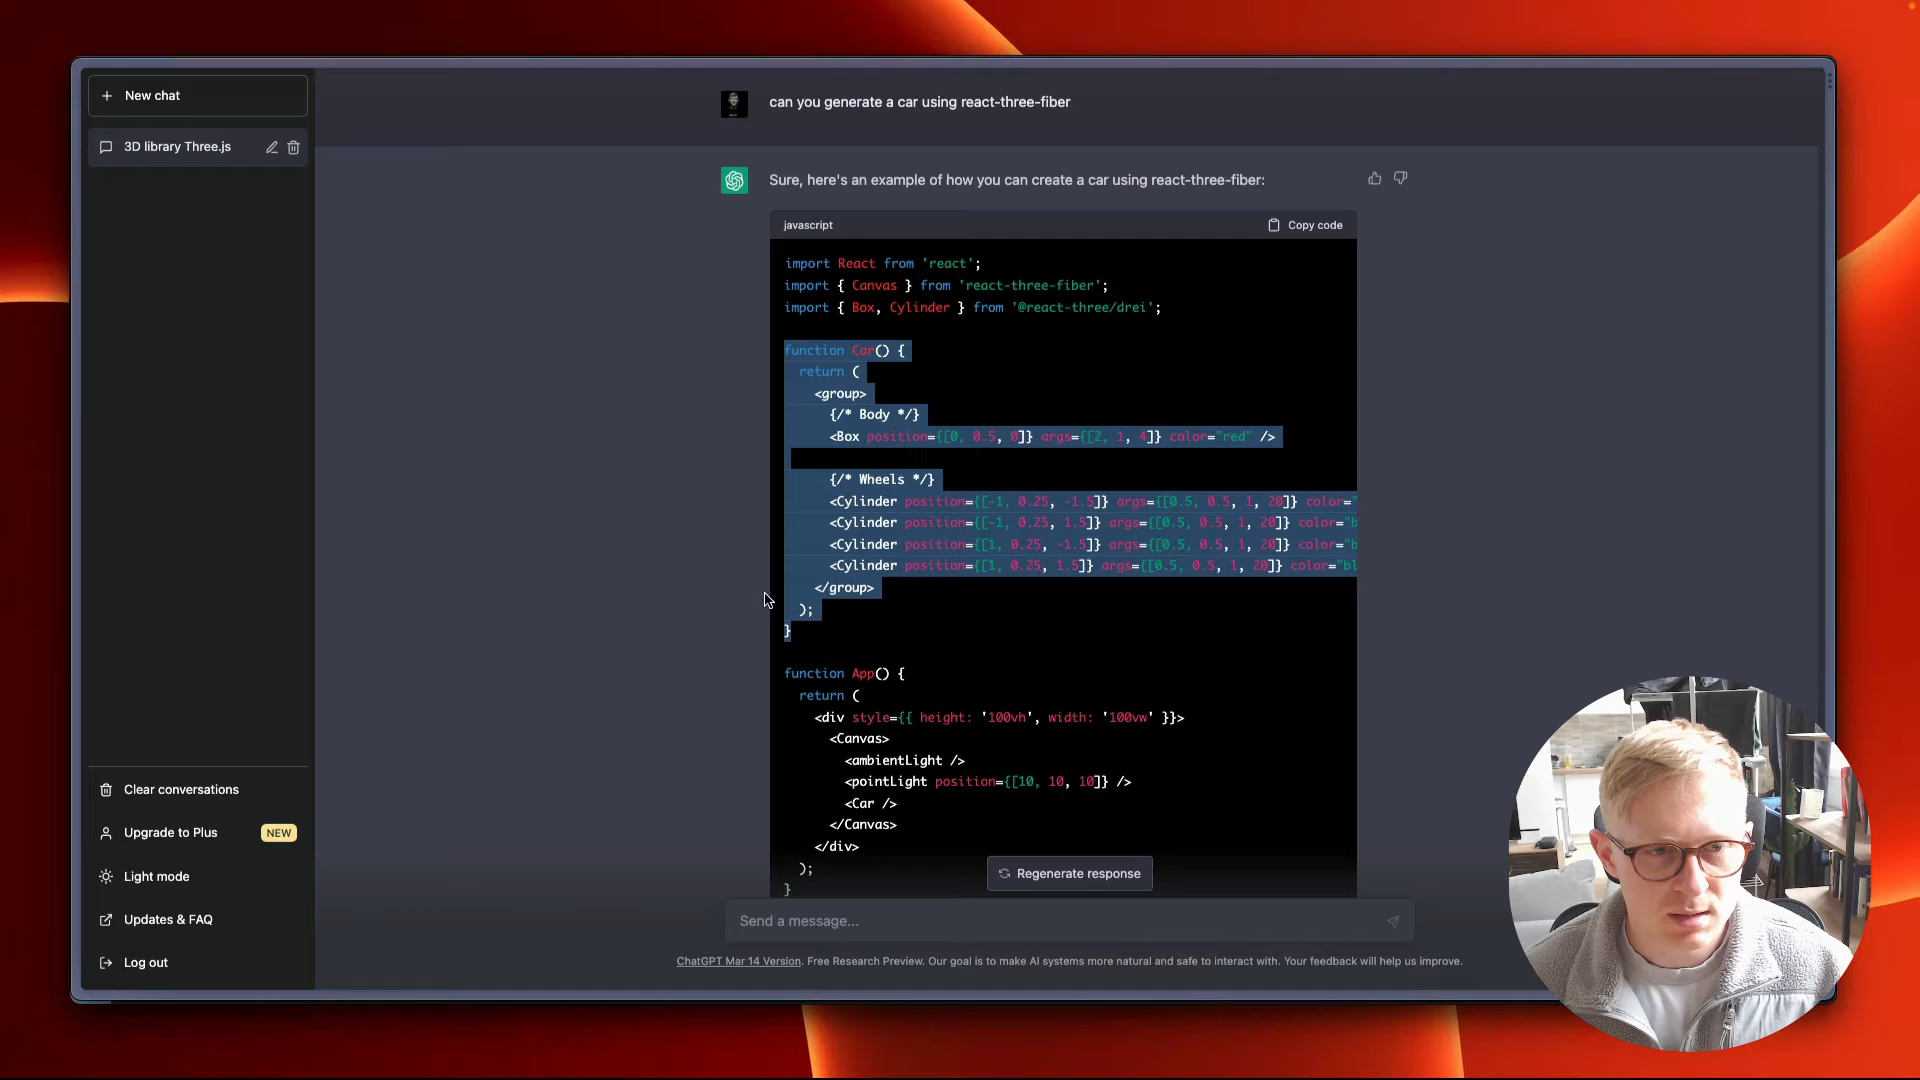 New chat
3D library Three.js
can you generate a car using react-three-fiber
Sure, here's an example of how you can create a car using react-three-fiber:
javascript
Copy code
import React from 'react';
import { Canvas } from 'react-three-fiber';
import { Box, Cylinder } from '@react-three/drei';
function Car() {
return (
<group>
{/* Body */}
<Box position={[0, 0.5, 0]} args={[2, 1, 4]} color="red" />
{/* Wheels */}
<Cylinder position={[-1, 0.25, -1.5]} args={[0.5, 0.5, 1, 20]} color="
<Cylinder position={[-1, 0.25, 1.5]} args={[0.5, 0.5, 1, 20]} color="b
<Cylinder position={[1, 0.25, -1.5]} args={[0.5, 0.5, 1, 20]} color="b
<Cylinder position={[1, 0.25, 1.5]} args={[0.5, 0.5, 1, 20]} color="bl
</group>
);
}
function App() {
return (
<div style={{ height: '100vh', width: '100vw' }}>
<Canvas>
<ambientLight />
<pointLight position={[10, 10, 10]} />
<Car />
</Canvas>
</div>
);
}
Regenerate response
Send a message...
ChatGPT Mar 14 Version. Free Research Preview. Our goal is to make AI systems more natural and safe to interact with. Your feedback will help us improve.
Clear conversations
Upgrade to Plus NEW
Light mode
Updates & FAQ
Log out